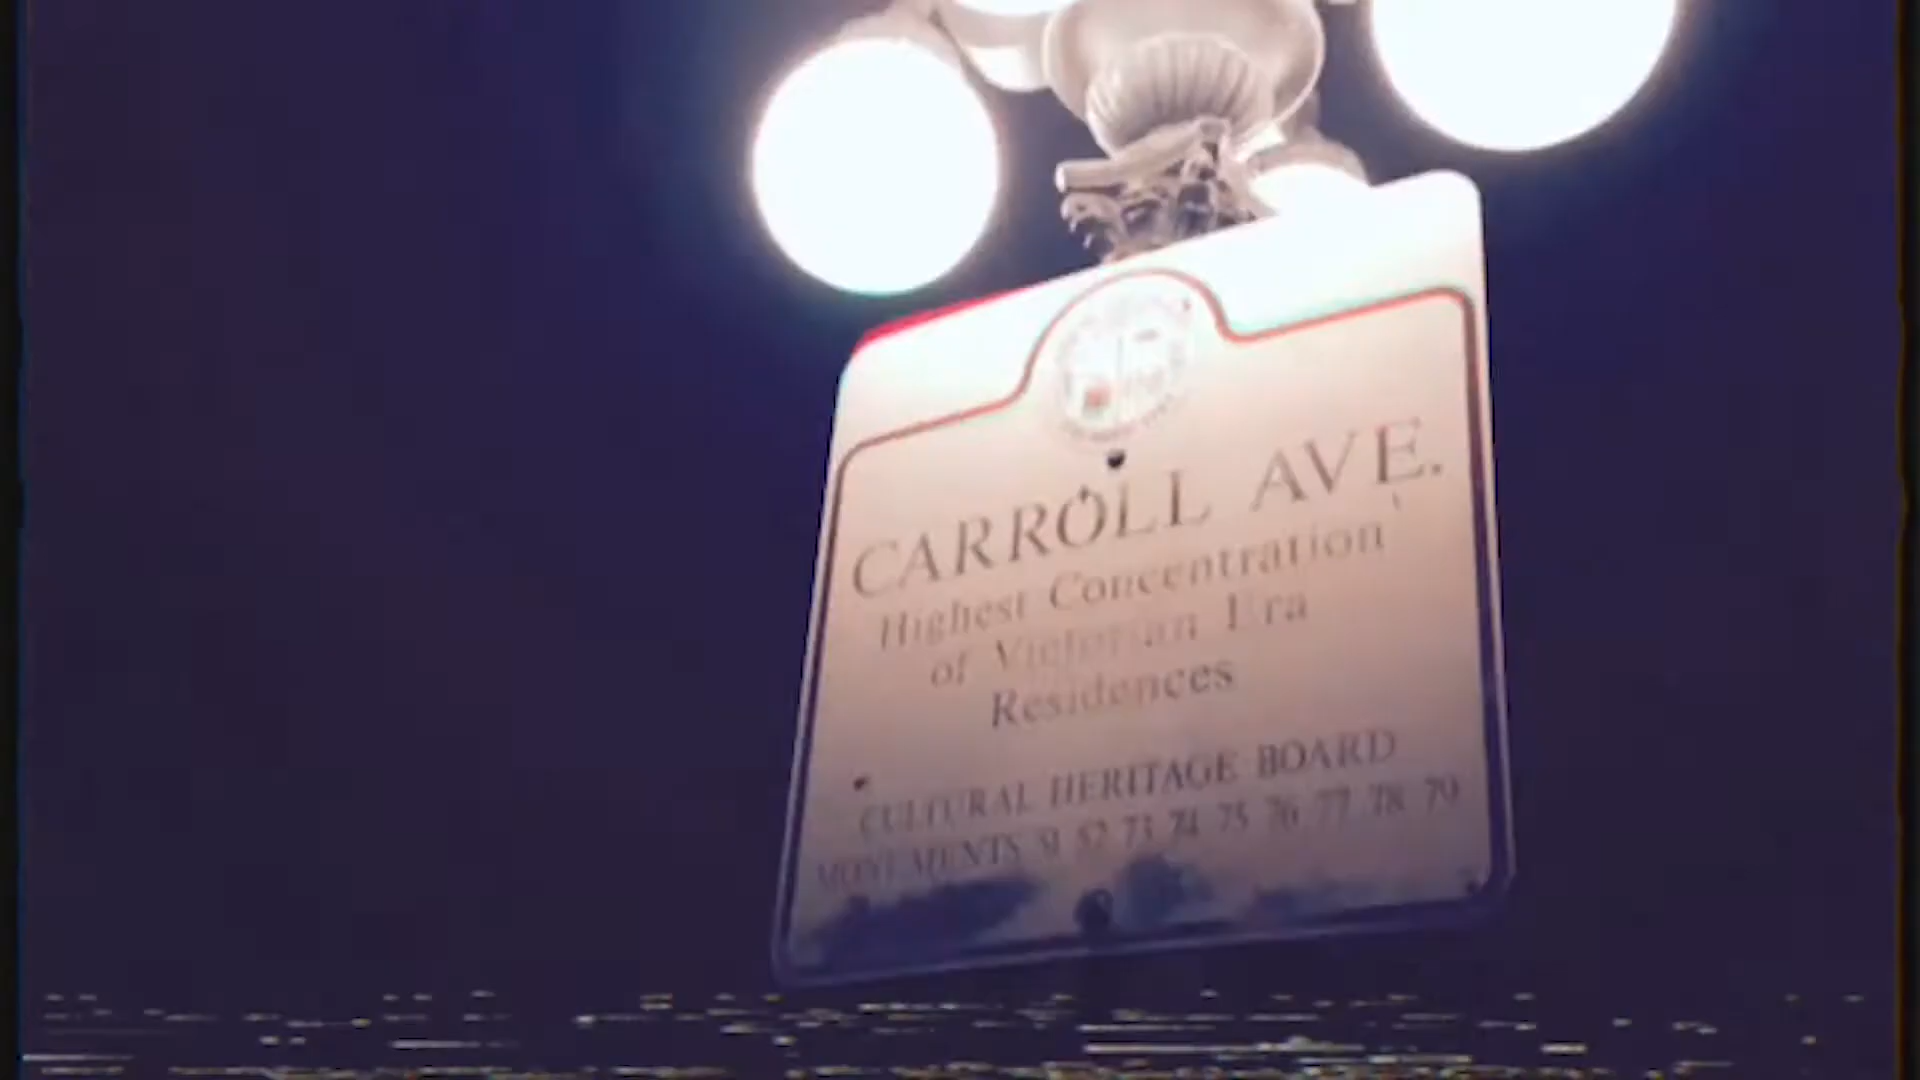 CARROLL AVE.
Highest Concentration
of Victorian Era
Residences
CULTURAL HERITAGE BOARD
MONUMENTS 51 52 73 74 75 76 77 78 79